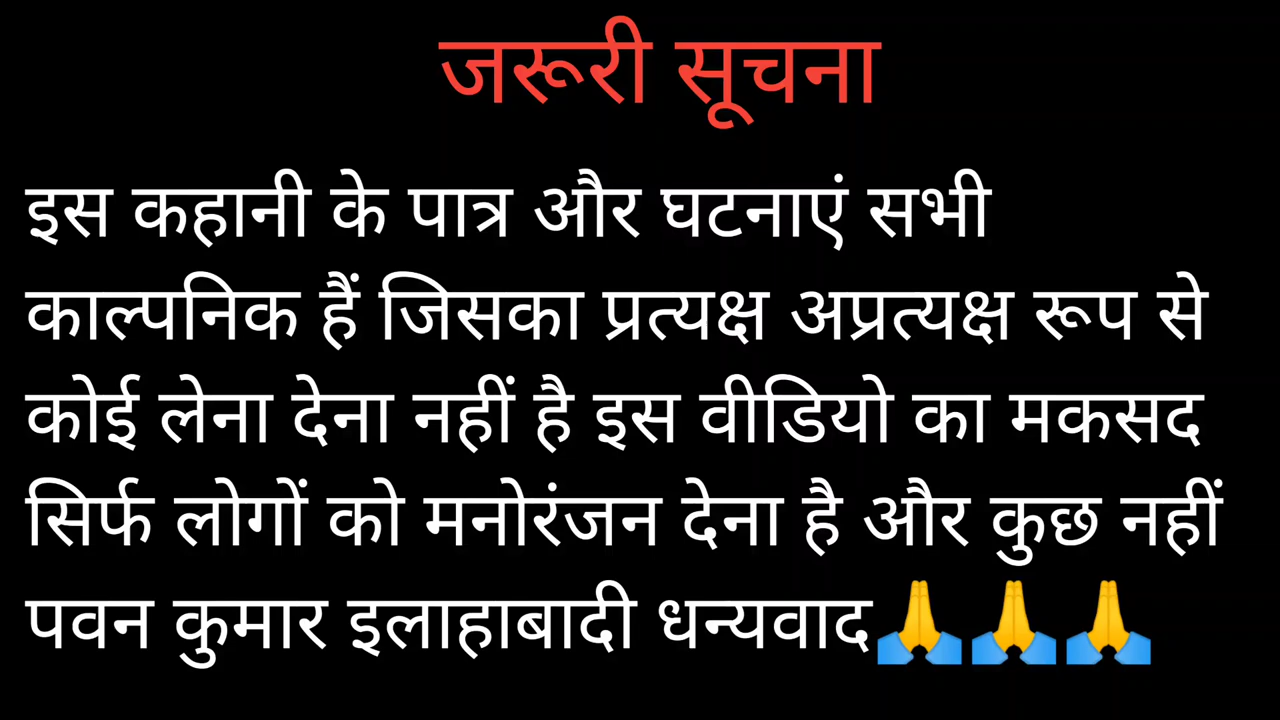 जरूरी सूचना
इस कहानी के पात्र और घटनाएं सभी
काल्पनिक हैं जिसका प्रत्यक्ष अप्रत्यक्ष रूप से
कोई लेना देना नहीं है इस वीडियो का मकसद
सिर्फ लोगों को मनोरंजन देना है और कुछ नहीं
पवन कुमार इलाहाबादी धन्यवाद🙏🙏🙏